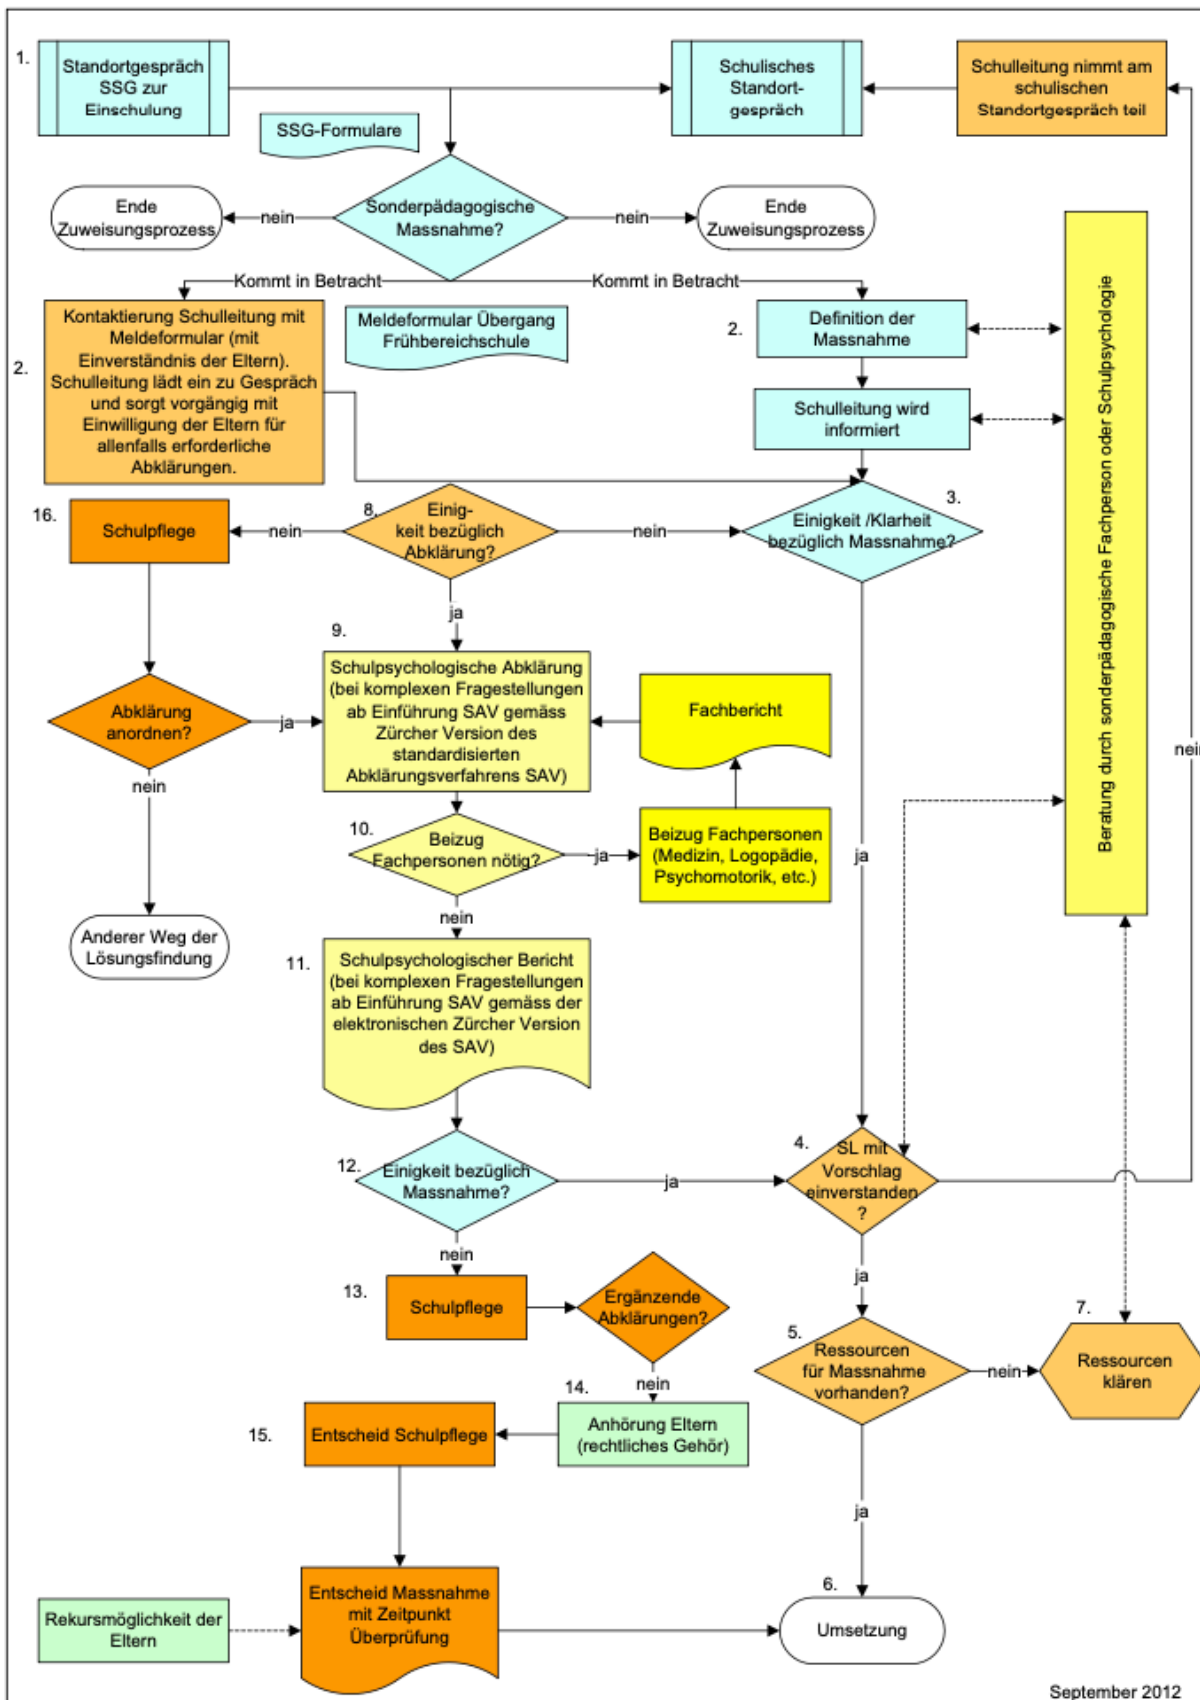 1.
Standortgespräch
SSG zur
Einschulung
Schulisches
Standort-
gespräch
Schulleitung nimmt am
schulischen
Standortgespräch teil
SSG-Formulare
Ende
Zuweisungsprozess
nein
Sonderpädagogische
Massnahme?
nein
Ende
Zuweisungsprozess
Kommt in Betracht
Kommt in Betracht
2.
Kontaktierung Schulleitung mit
Meldeformular (mit
Einverständnis der Eltern).
Schulleitung lädt ein zu Gespräch
und sorgt vorgängig mit
Einwilligung der Eltern für
allenfalls erforderliche
Abklärungen.
Meldeformular Übergang
Frühbereichschule
2.
Definition der
Massnahme
Schulleitung wird
informiert
Beratung durch sonderpädagogische Fachperson oder Schulpsychologie
16.
Schulpflege
nein
8.
Einig-
keit bezüglich
Abklärung?
nein
3.
Einigkeit /Klarheit
bezüglich Massnahme?
ja
9.
Schulpsychologische Abklärung
(bei komplexen Fragestellungen
ab Einführung SAV gemäss
Zürcher Version des
standardisierten
Abklärungsverfahrens SAV)
Fachbericht
Abklärung
anordnen?
ja
nein
nein
10.
Beizug
Fachpersonen nötig?
ja
Beizug Fachpersonen
(Medizin, Logopädie,
Psychomotorik, etc.)
ja
nein
Anderer Weg der
Lösungsfindung
11.
Schulpsychologischer Bericht
(bei komplexen Fragestellungen
ab Einführung SAV gemäss der
elektronischen Zürcher Version
des SAV)
12.
Einigkeit bezüglich
Massnahme?
ja
4.
SL mit
Vorschlag
einverstanden
?
nein
ja
13.
Schulpflege
Ergänzende
Abklärungen?
nein
5.
Ressourcen
für Massnahme
vorhanden?
nein
7.
Ressourcen
klären
14.
Anhörung Eltern
(rechtliches Gehör)
15.
Entscheid Schulpflege
ja
Rekursmöglichkeit der
Eltern
Entscheid Massnahme
mit Zeitpunkt
Überprüfung
6.
Umsetzung
September 2012